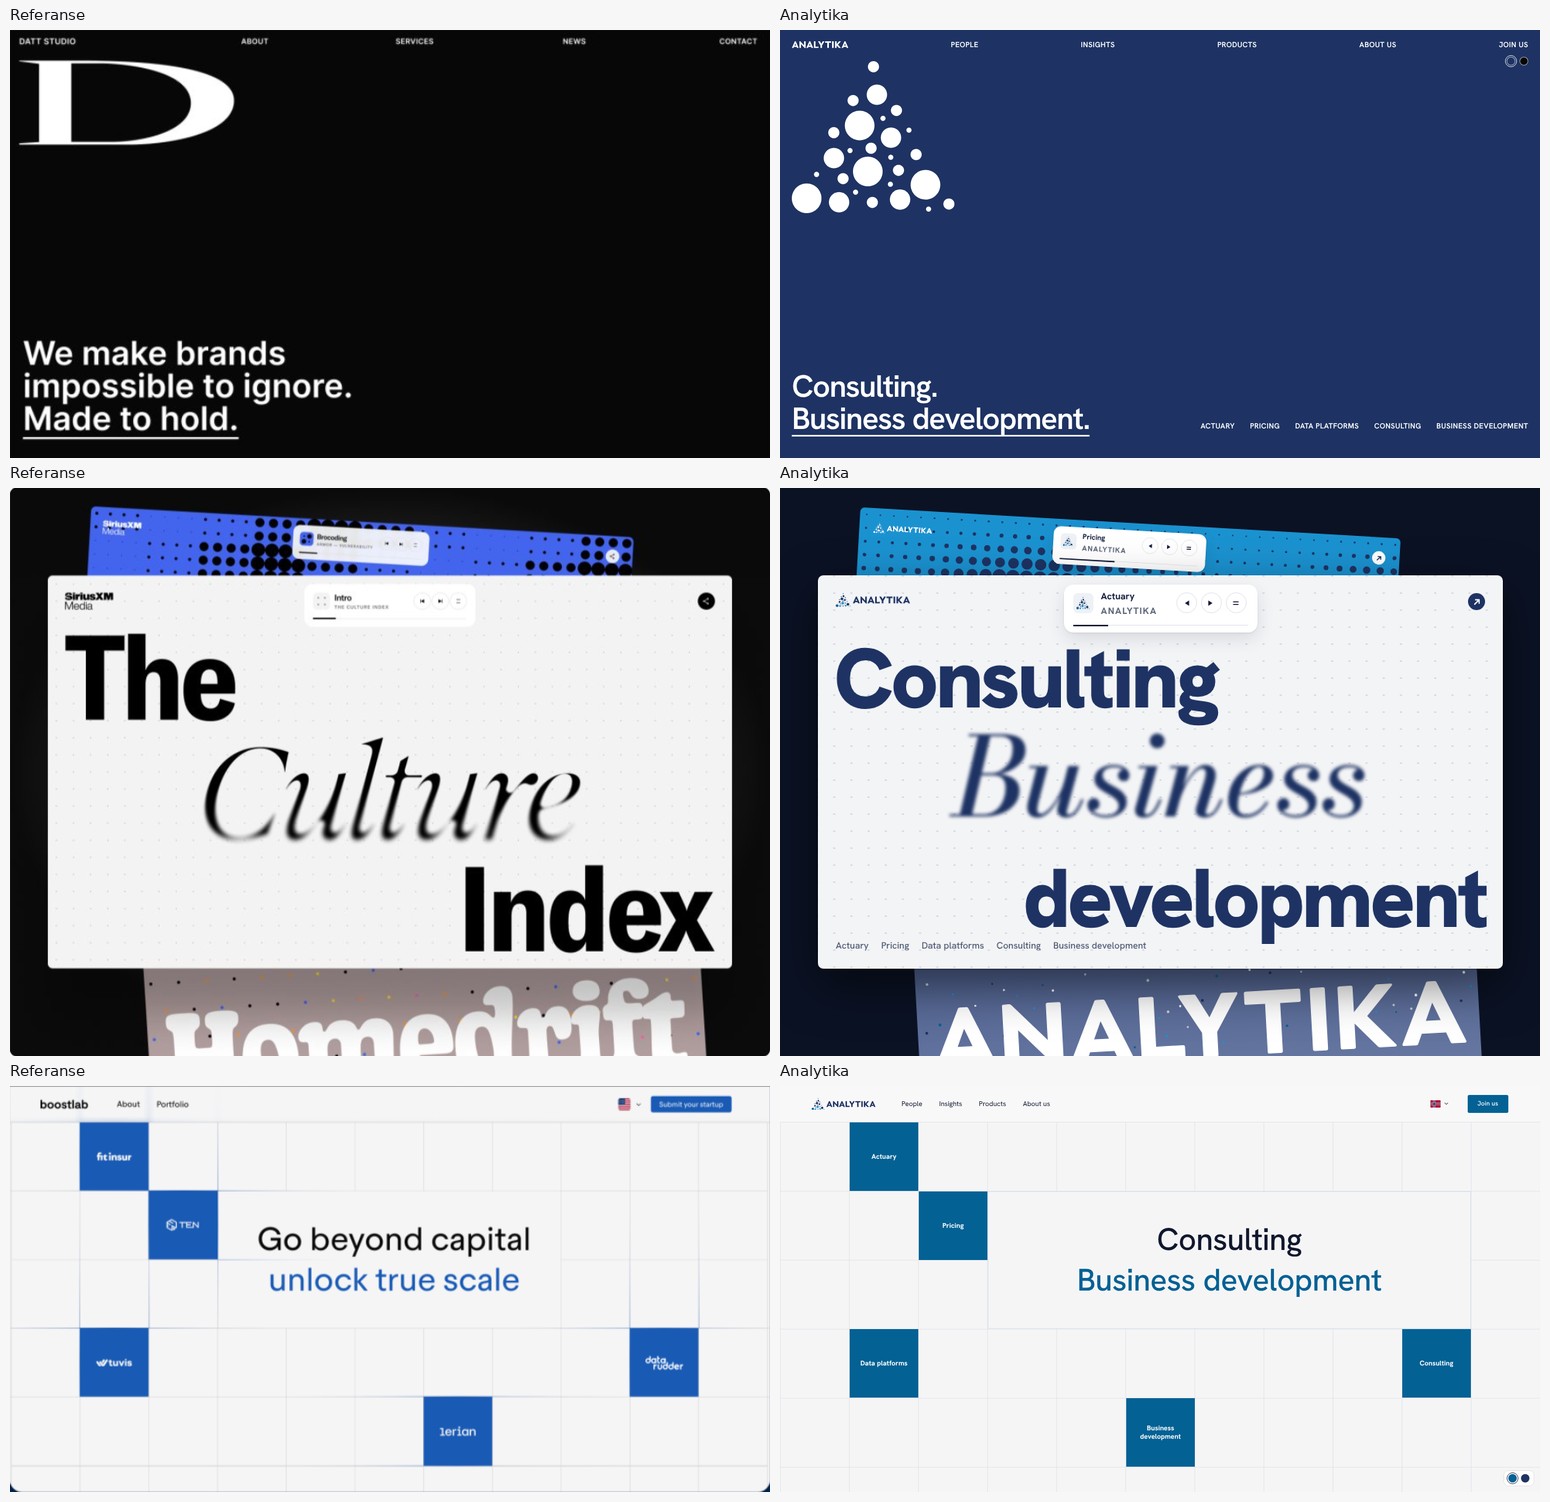 Referanse
DATT STUDIO ABOUT SERVICES NEWS CONTACT
D
We make brands
impossible to ignore.
Made to hold.
Analytika
ANALYTIKA PEOPLE INSIGHTS PRODUCTS ABOUT US JOIN US
Consulting.
Business development.
ACTUARY PRICING DATA PLATFORMS CONSULTING BUSINESS DEVELOPMENT
Referanse
SiriusXM
Media
Brocoding
ARMOR — VULNERABILITY
SiriusXM
Media
Intro
THE CULTURE INDEX
The
Culture
Index
Homedrift
Analytika
ANALYTIKA
Pricing
ANALYTIKA
ANALYTIKA
Actuary
ANALYTIKA
Consulting
Business
development
Actuary Pricing Data platforms Consulting Business development
ANALYTIKA
Referanse
boostlab About Portfolio Submit your startup
fitinsur
TEN
Go beyond capital
unlock true scale
tuvis
data
rudder
1erian
Analytika
ANALYTIKA People Insights Products About us Join us
Actuary
Pricing
Consulting
Business development
Data platforms
Consulting
Business
development